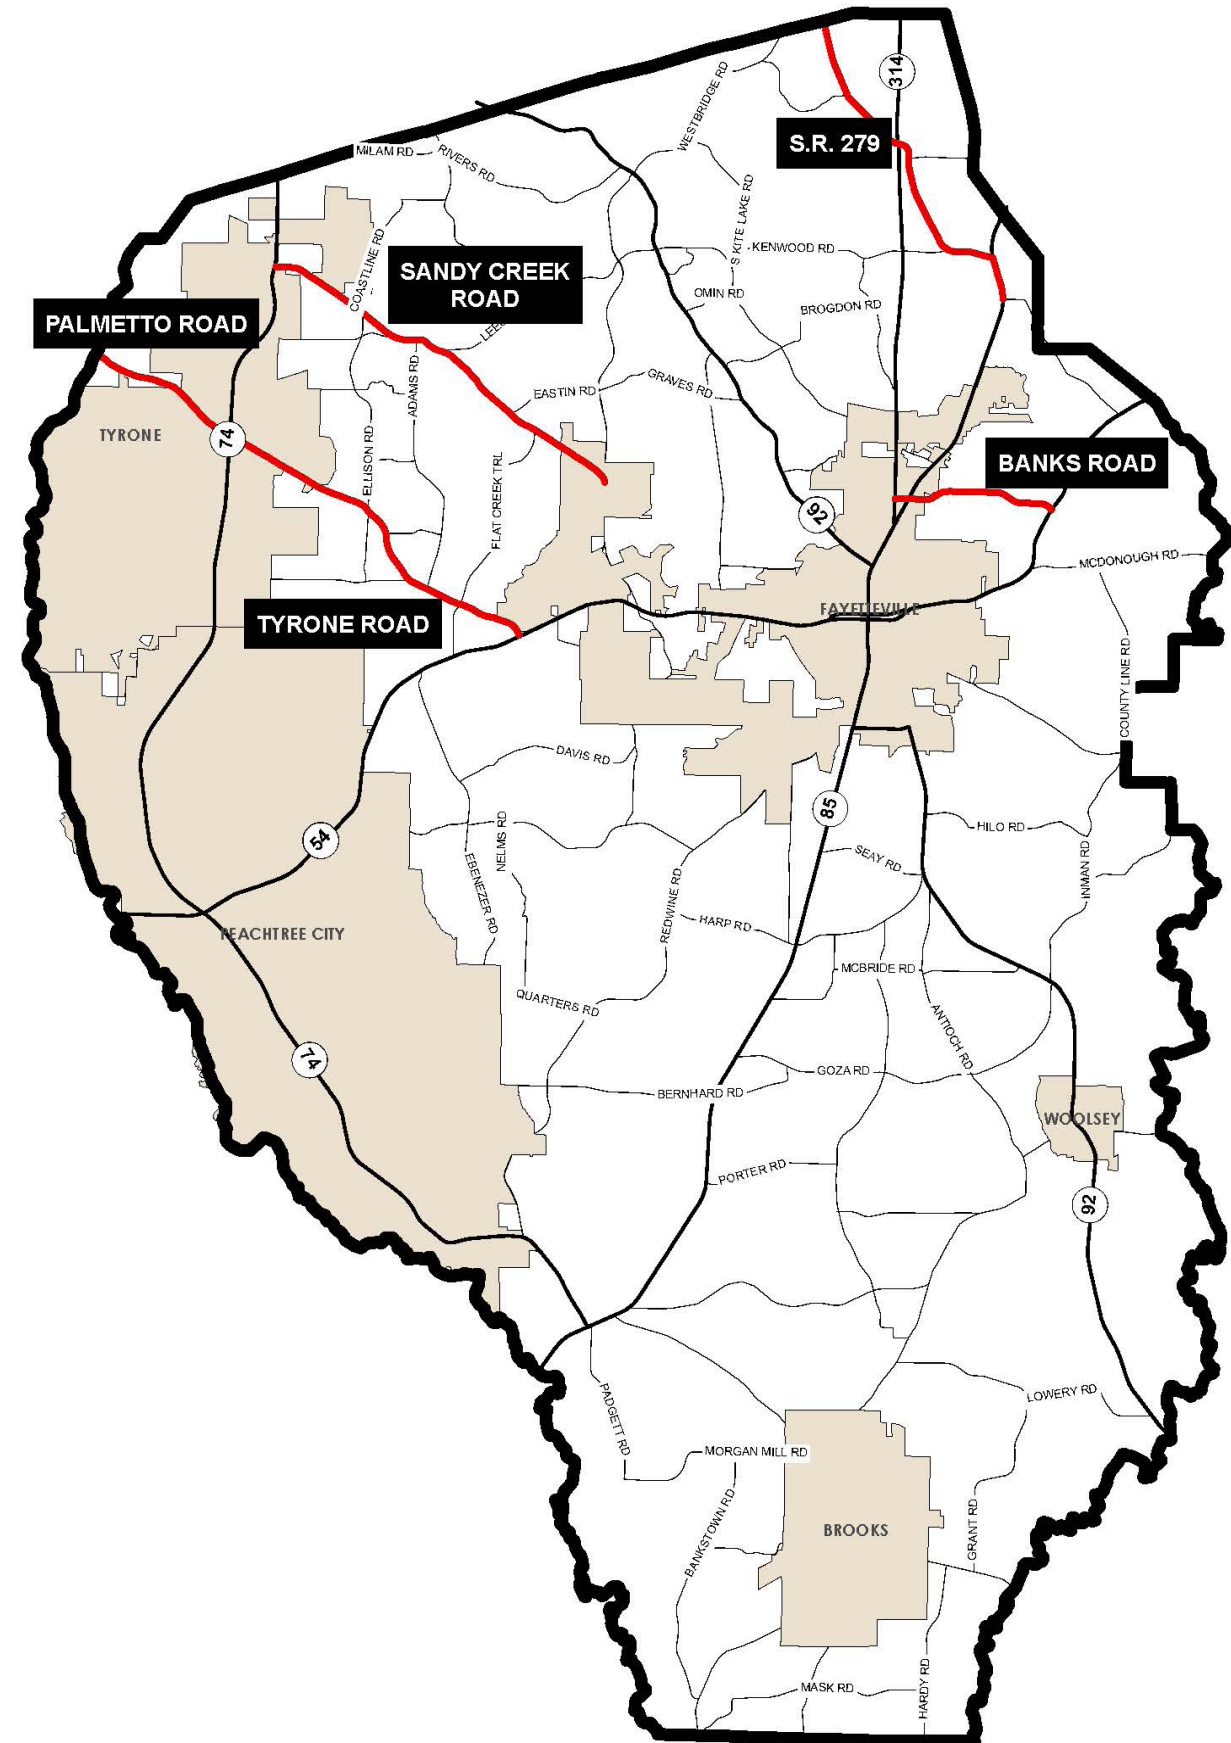 314
WESTBRIDGE RD
S.R. 279
MILAM RD
RIVERS RD
S KITE LAKE RD
KENWOOD RD
COASTLINE RD
SANDY CREEK
ROAD
OMIN RD
BROGDON RD
PALMETTO ROAD
EASTIN RD
GRAVES RD
ADAMS RD
TYRONE
74
ELLISON RD
FLAT CREEK TRL
BANKS ROAD
92
MCDONOUGH RD
FAYETTEVILLE
TYRONE ROAD
COUNTY LINE RD
DAVIS RD
85
54
NELMS RD
HILO RD
SEAY RD
INMAN RD
EBENEZER RD
REDWINE RD
HARP RD
PEACHTREE CITY
MCBRIDE RD
QUARTERS RD
ANTIOCH RD
74
GOZA RD
BERNHARD RD
WOOLSEY
PORTER RD
92
LOWERY RD
PADGETT RD
MORGAN MILL RD
BANKSTOWN RD
BROOKS
GRANT RD
MASK RD
HARDY RD